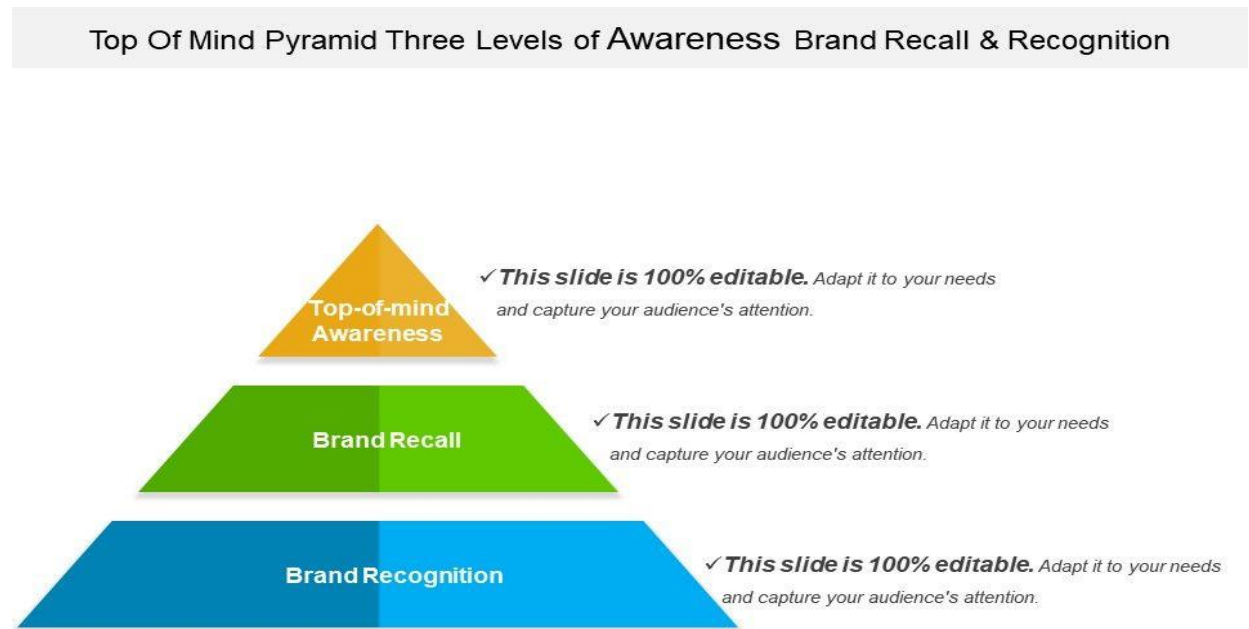 Top Of Mind Pyramid Three Levels of Awareness Brand Recall & Recognition
Top-of-mind
Awareness
✓ This slide is 100% editable. Adapt it to your needs
and capture your audience's attention.
Brand Recall
✓ This slide is 100% editable. Adapt it to your needs
and capture your audience's attention.
Brand Recognition
✓ This slide is 100% editable. Adapt it to your needs
and capture your audience's attention.